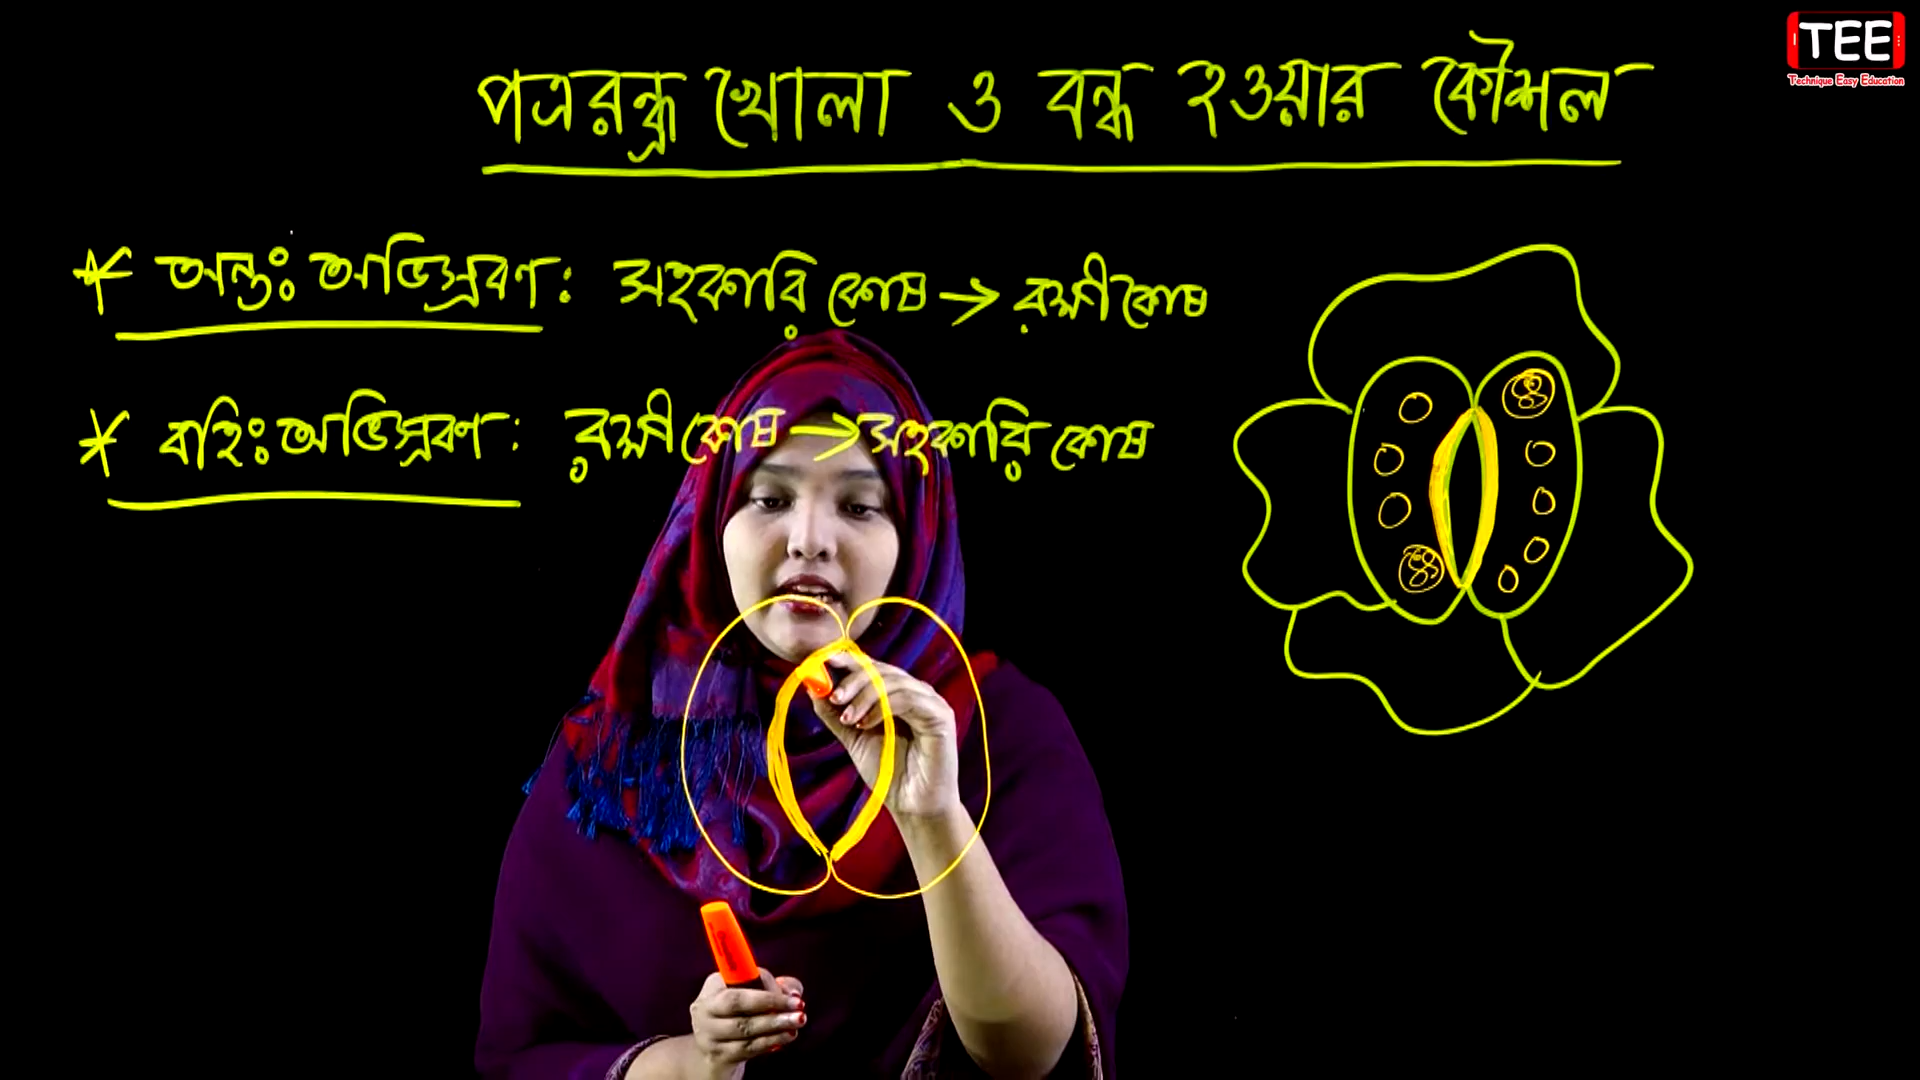 TEE
Technique Easy Education
পত্ররন্ধ্র খোলা ও বন্ধ হওয়ার কৌশল
* অন্তঃ অভিস্রবণ : সহকারি কোষ → রক্ষীকোষ
* বহিঃ অভিস্রবণ : রক্ষীকোষ → সহকারি কোষ